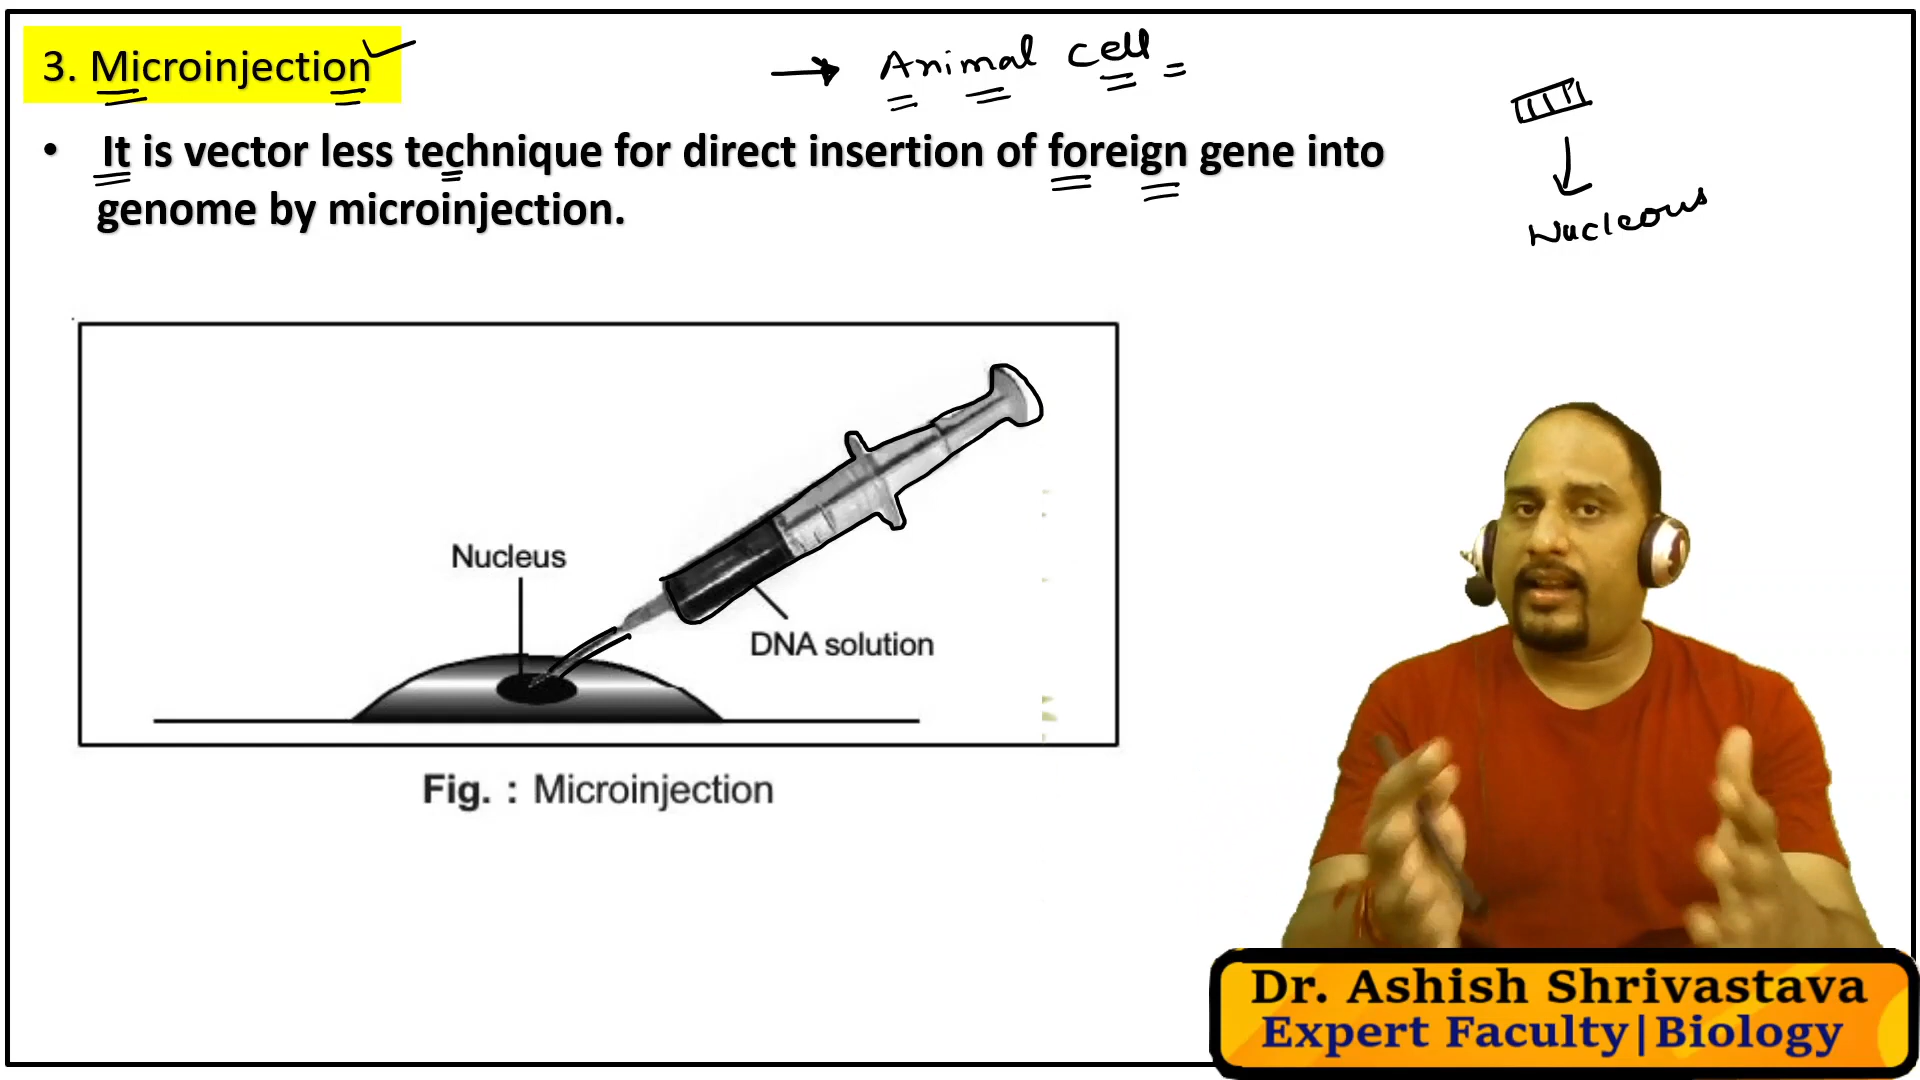 3. Microinjection
→ Animal cell
• It is vector less technique for direct insertion of foreign gene into
genome by microinjection.
Nucleous
Nucleus
DNA solution
Fig. : Microinjection
Dr. Ashish Shrivastava
Expert Faculty|Biology